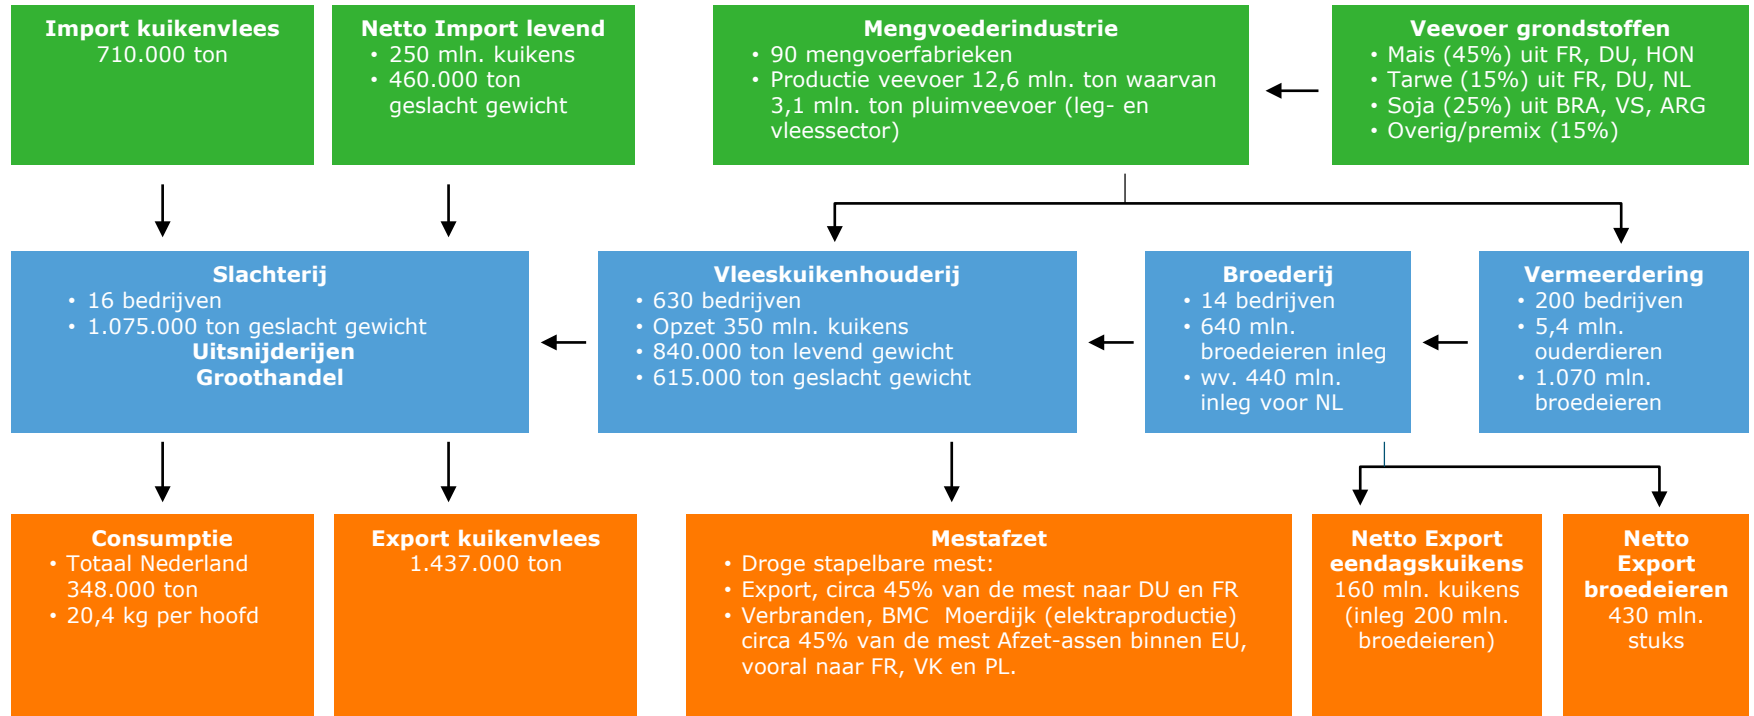 Import kuikenvlees
710.000 ton
Netto Import levend
• 250 mln. kuikens
• 460.000 ton
geslacht gewicht
Mengvoederindustrie
• 90 mengvoerfabrieken
• Productie veevoer 12,6 mln. ton waarvan
3,1 mln. ton pluimveevoer (leg- en
vleessector)
Veevoer grondstoffen
• Mais (45%) uit FR, DU, HON
• Tarwe (15%) uit FR, DU, NL
• Soja (25%) uit BRA, VS, ARG
• Overig/premix (15%)
Slachterij
• 16 bedrijven
• 1.075.000 ton geslacht gewicht
Uitsnijderijen
Groothandel
Vleeskuikenhouderij
• 630 bedrijven
• Opzet 350 mln. kuikens
• 840.000 ton levend gewicht
• 615.000 ton geslacht gewicht
Broederij
• 14 bedrijven
• 640 mln.
broedeieren inleg
• wv. 440 mln.
inleg voor NL
Vermeerdering
• 200 bedrijven
• 5,4 mln.
ouderdieren
• 1.070 mln.
broedeieren
Consumptie
• Totaal Nederland
348.000 ton
• 20,4 kg per hoofd
Export kuikenvlees
1.437.000 ton
Mestafzet
• Droge stapelbare mest:
• Export, circa 45% van de mest naar DU en FR
• Verbranden, BMC Moerdijk (elektraproductie)
circa 45% van de mest Afzet-assen binnen EU,
vooral naar FR, VK en PL.
Netto Export
eendagskuikens
160 mln. kuikens
(inleg 200 mln.
broedeieren)
Netto
Export
broedeieren
430 mln.
stuks